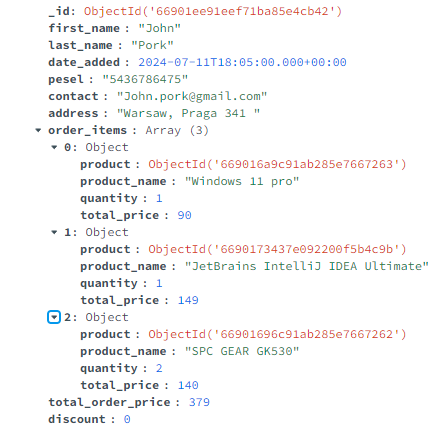 _id: ObjectId('66901ee91eef71ba85e4cb42')
first_name : "John"
last_name : "Pork"
date_added : 2024-07-11T18:05:00.000+00:00
pesel : "5436786475"
contact : "John.pork@gmail.com"
address : "Warsaw, Praga 341 "
order_items : Array (3)
0: Object
product : ObjectId('669016a9c91ab285e7667263')
product_name : "Windows 11 pro"
quantity : 1
total_price : 90
1: Object
product : ObjectId('6690173437e092200f5b4c9b')
product_name : "JetBrains IntelliJ IDEA Ultimate"
quantity : 1
total_price : 149
2: Object
product : ObjectId('66901696c91ab285e7667262')
product_name : "SPC GEAR GK530"
quantity : 2
total_price : 140
total_order_price : 379
discount : 0